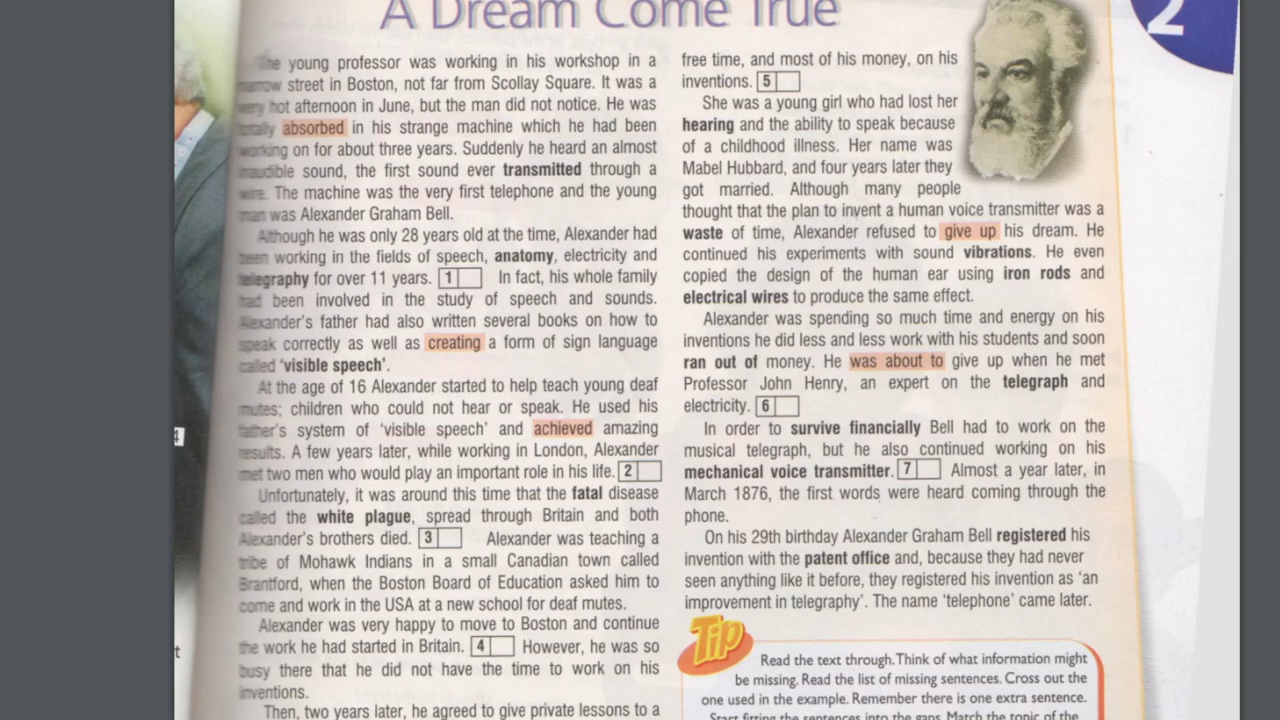 A Dream Come True
2
The young professor was working in his workshop in a
narrow street in Boston, not far from Scollay Square. It was a
very hot afternoon in June, but the man did not notice. He was
totally absorbed in his strange machine which he had been
working on for about three years. Suddenly he heard an almost
inaudible sound, the first sound ever transmitted through a
wire. The machine was the very first telephone and the young
man was Alexander Graham Bell.
Although he was only 28 years old at the time, Alexander had
been working in the fields of speech, anatomy, electricity and
telegraphy for over 11 years. 1 In fact, his whole family
had been involved in the study of speech and sounds.
Alexander's father had also written several books on how to
speak correctly as well as creating a form of sign language
called 'visible speech'.
At the age of 16 Alexander started to help teach young deaf
mutes; children who could not hear or speak. He used his
father's system of 'visible speech' and achieved amazing
results. A few years later, while working in London, Alexander
met two men who would play an important role in his life. 2
Unfortunately, it was around this time that the fatal disease
called the white plague, spread through Britain and both
Alexander's brothers died. 3 Alexander was teaching a
tribe of Mohawk Indians in a small Canadian town called
Brantford, when the Boston Board of Education asked him to
come and work in the USA at a new school for deaf mutes.
Alexander was very happy to move to Boston and continue
the work he had started in Britain. 4 However, he was so
busy there that he did not have the time to work on his
inventions.
Then, two years later, he agreed to give private lessons to a
free time, and most of his money, on his
inventions. 5
She was a young girl who had lost her
hearing and the ability to speak because
of a childhood illness. Her name was
Mabel Hubbard, and four years later they
got married. Although many people
thought that the plan to invent a human voice transmitter was a
waste of time, Alexander refused to give up his dream. He
continued his experiments with sound vibrations. He even
copied the design of the human ear using iron rods and
electrical wires to produce the same effect.
Alexander was spending so much time and energy on his
inventions he did less and less work with his students and soon
ran out of money. He was about to give up when he met
Professor John Henry, an expert on the telegraph and
electricity. 6
In order to survive financially Bell had to work on the
musical telegraph, but he also continued working on his
mechanical voice transmitter. 7 Almost a year later, in
March 1876, the first words were heard coming through the
phone.
On his 29th birthday Alexander Graham Bell registered his
invention with the patent office and, because they had never
seen anything like it before, they registered his invention as 'an
improvement in telegraphy'. The name 'telephone' came later.
Tip
Read the text through. Think of what information might
be missing. Read the list of missing sentences. Cross out the
one used in the example. Remember there is one extra sentence.
Start fitting the sentences into the gaps. Match the topic of the
t